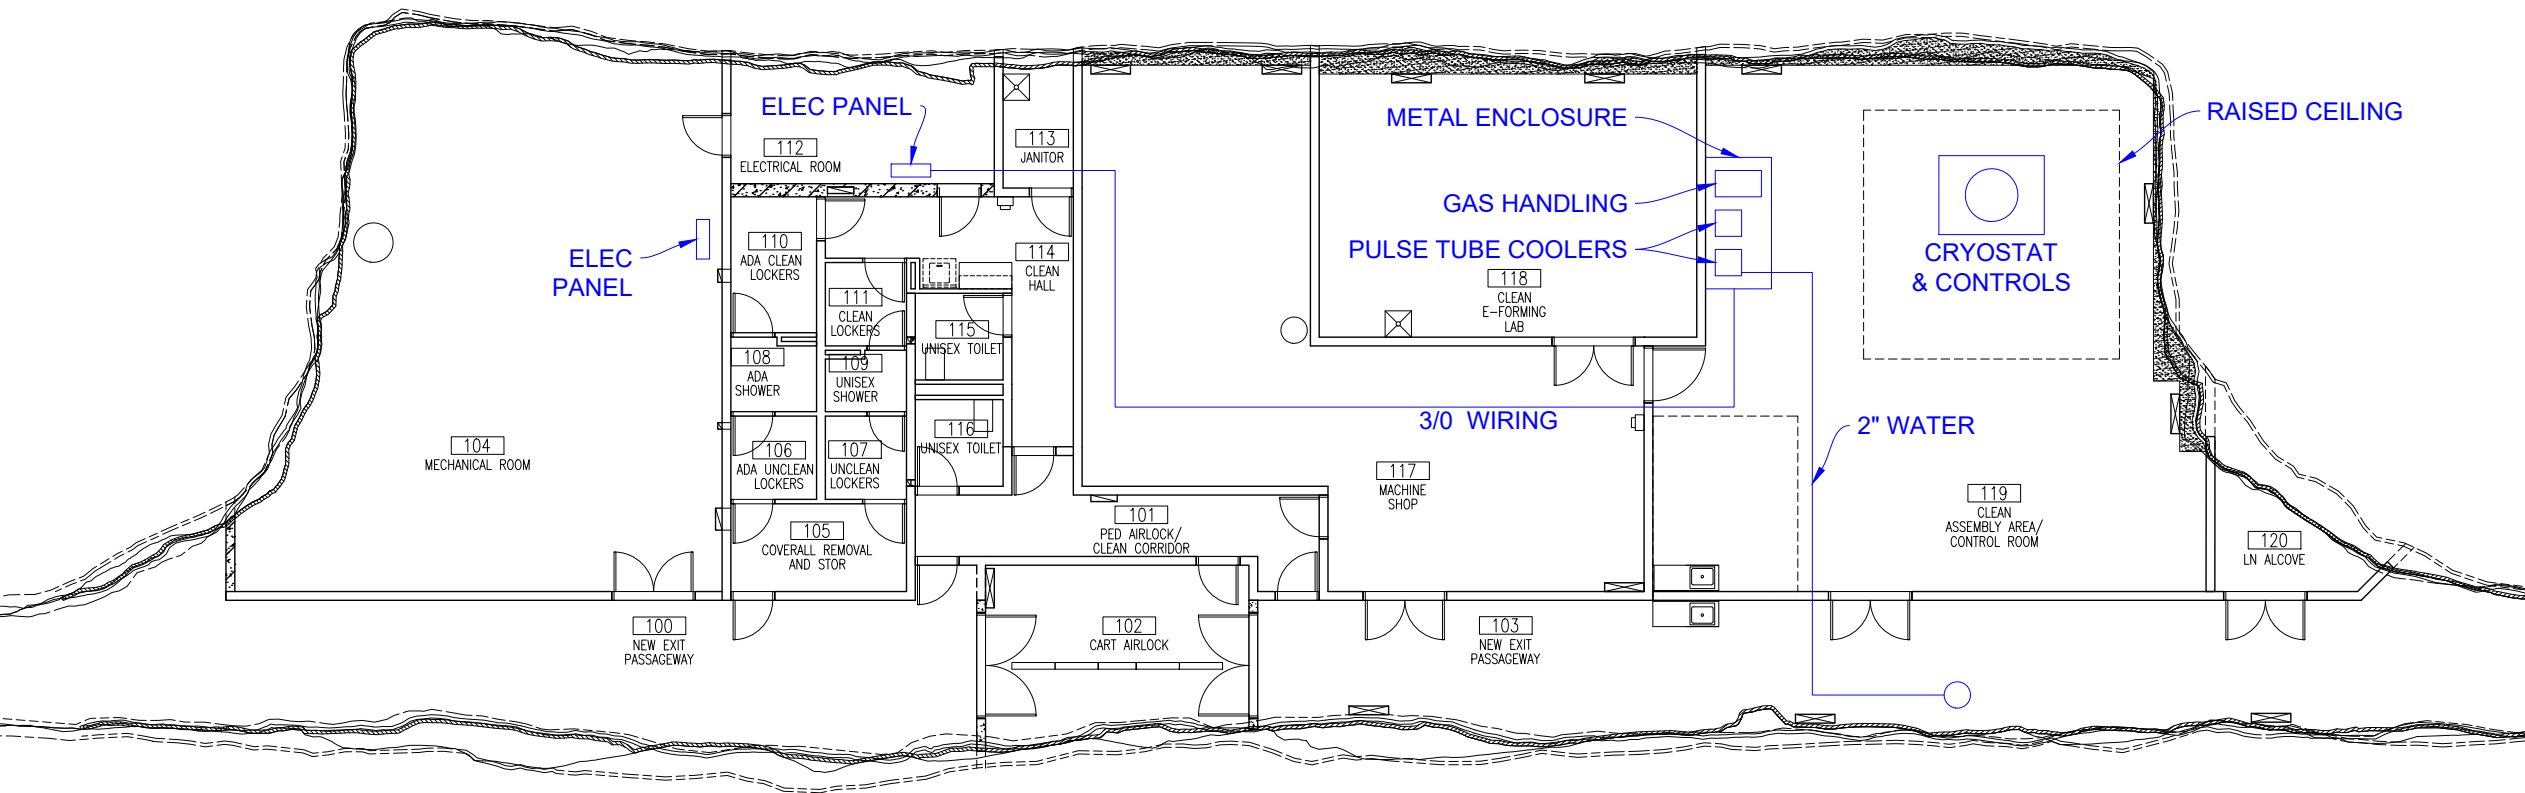 ELEC PANEL
112
ELECTRICAL ROOM
113
JANITOR
METAL ENCLOSURE
RAISED CEILING
GAS HANDLING
PULSE TUBE COOLERS
CRYOSTAT
& CONTROLS
ELEC
PANEL
110
ADA CLEAN
LOCKERS
114
CLEAN
HALL
111
CLEAN
LOCKERS
118
CLEAN
E-FORMING
LAB
115
UNISEX TOILET
108
ADA
SHOWER
109
UNISEX
SHOWER
3/0 WIRING
2" WATER
104
MECHANICAL ROOM
106
ADA UNCLEAN
LOCKERS
107
UNCLEAN
LOCKERS
116
UNISEX TOILET
117
MACHINE
SHOP
119
CLEAN
ASSEMBLY AREA/
CONTROL ROOM
105
COVERALL REMOVAL
AND STOR
101
PED AIRLOCK/
CLEAN CORRIDOR
120
LN ALCOVE
100
NEW EXIT
PASSAGEWAY
102
CART AIRLOCK
103
NEW EXIT
PASSAGEWAY